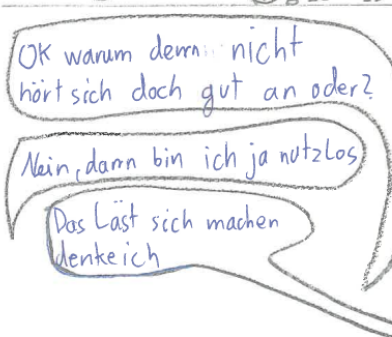 OK warum denn nicht
hört sich doch gut an oder?
Nein, dann bin ich ja nutzlos
Das Läst sich machen
denke ich